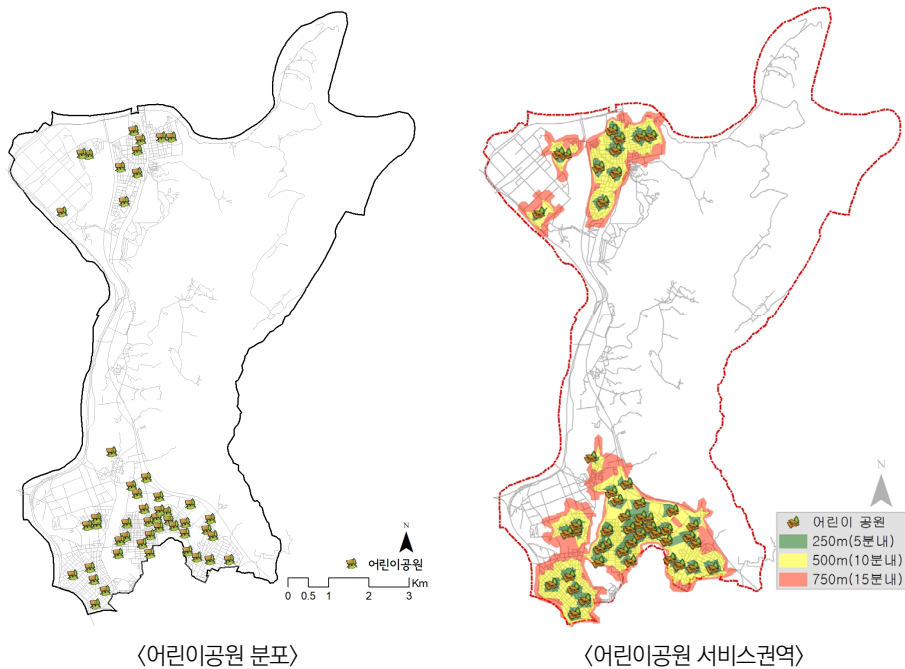 N
어린이공원
0 0.5 1 2 3 Km
N
어린이 공원
250m(5분내)
500m(10분내)
750m(15분내)
〈어린이공원 분포〉
〈어린이공원 서비스권역〉